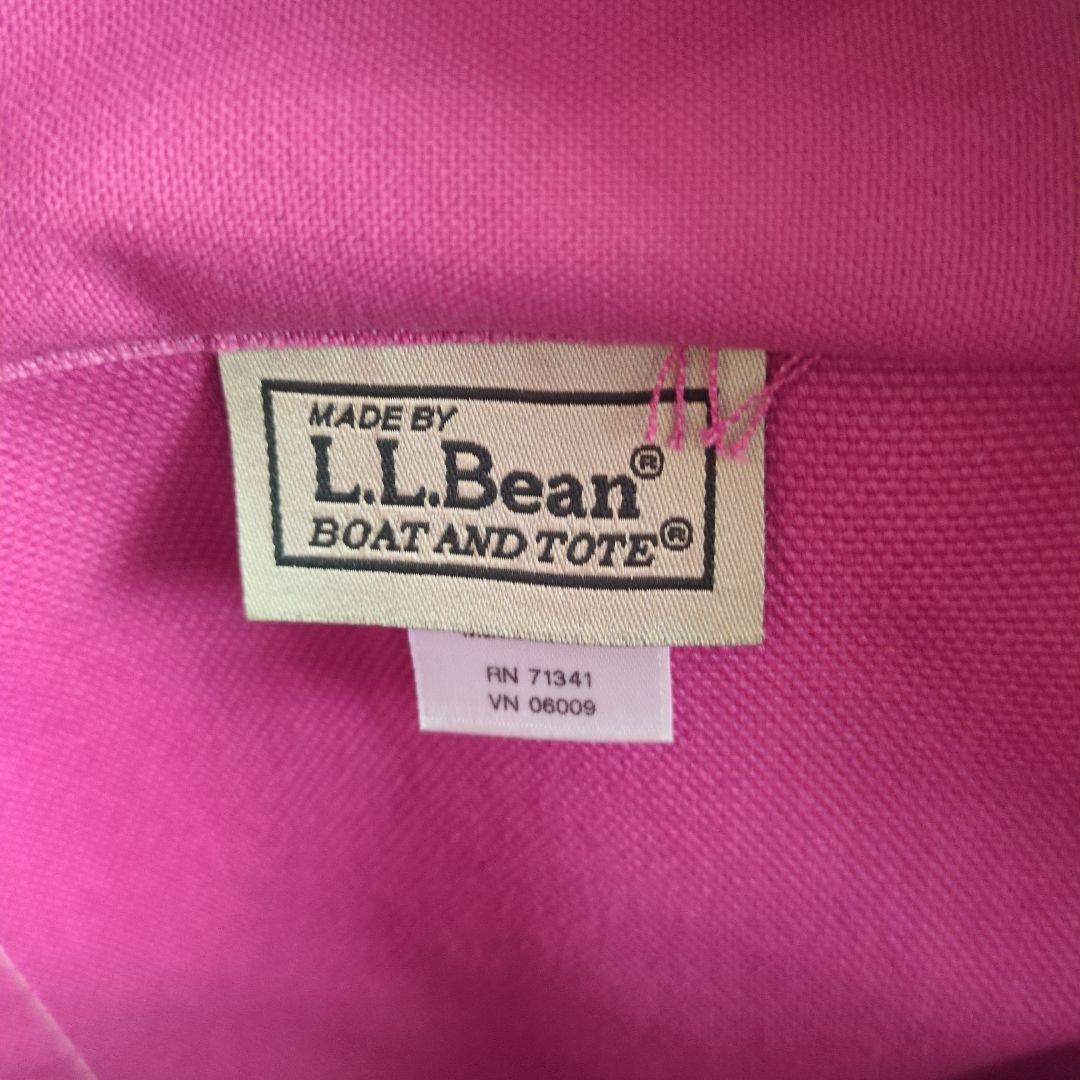 MADE BY
L.L.Bean®
BOAT AND TOTE®
RN 71341
VN 06009